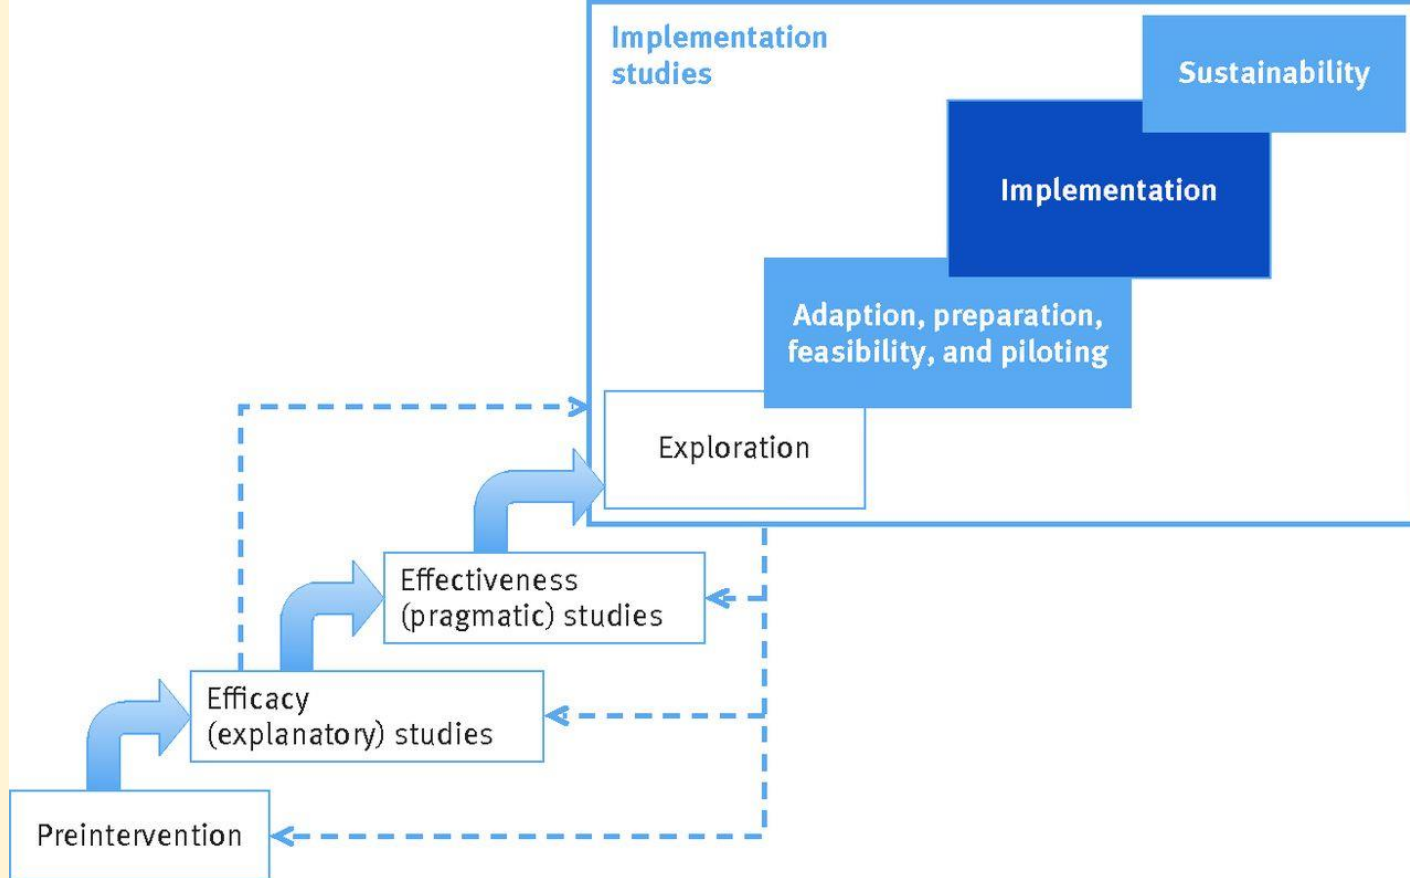 Implementation
studies
Sustainability
Implementation
Adaption, preparation,
feasibility, and piloting
Exploration
Effectiveness
(pragmatic) studies
Efficacy
(explanatory) studies
Preintervention